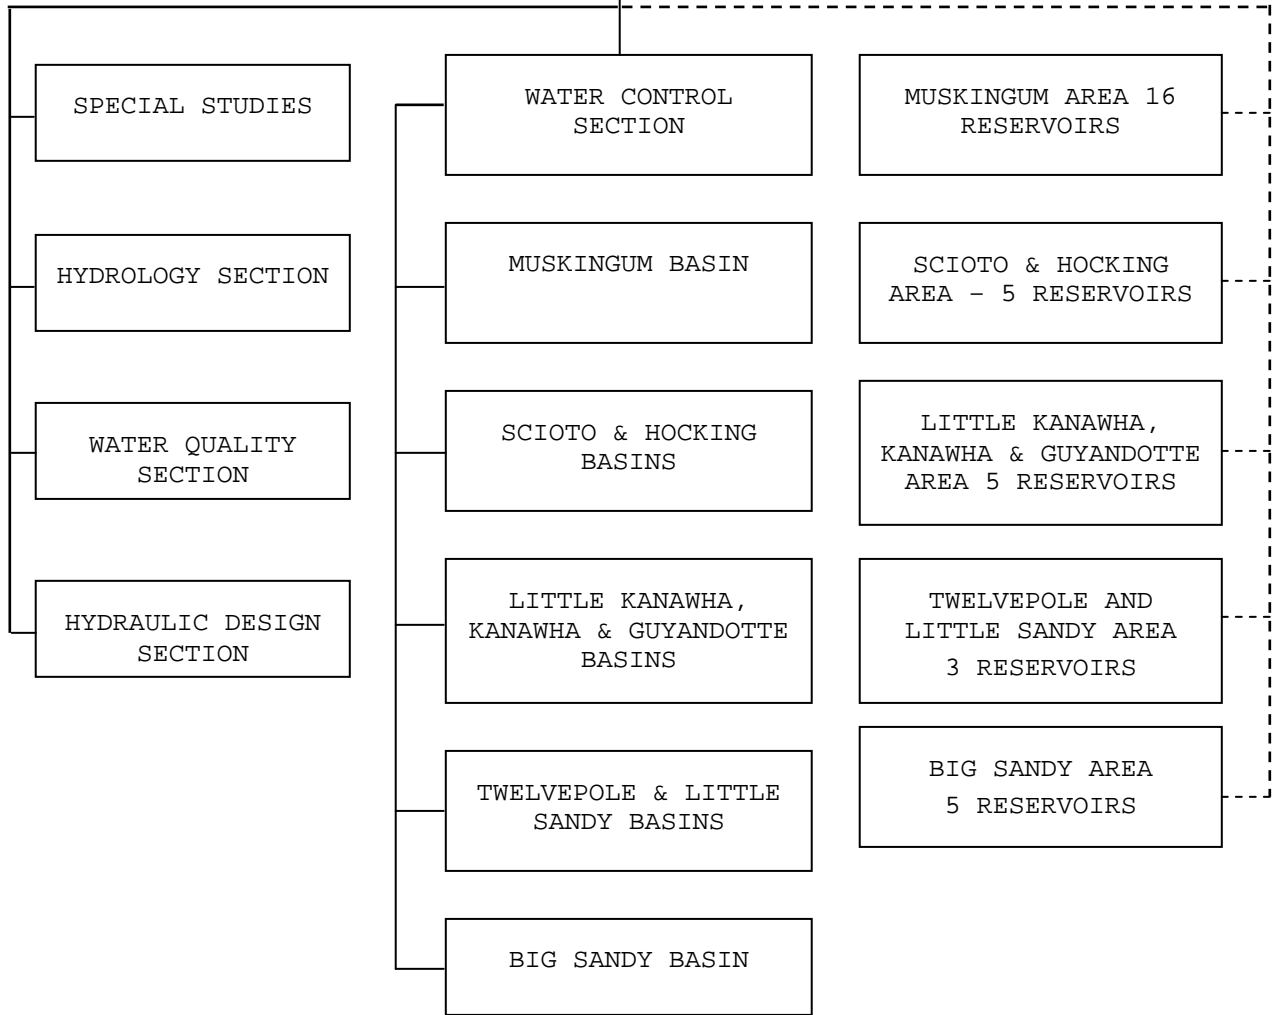 SPECIAL STUDIES
HYDROLOGY SECTION
WATER QUALITY
SECTION
HYDRAULIC DESIGN
SECTION
WATER CONTROL
SECTION
MUSKINGUM BASIN
SCIOTO & HOCKING
BASINS
LITTLE KANAWHA,
KANAWHA & GUYANDOTTE
BASINS
TWELVEPOLE & LITTLE
SANDY BASINS
BIG SANDY BASIN
MUSKINGUM AREA 16
RESERVOIRS
SCIOTO & HOCKING
AREA – 5 RESERVOIRS
LITTLE KANAWHA,
KANAWHA & GUYANDOTTE
AREA 5 RESERVOIRS
TWELVEPOLE AND
LITTLE SANDY AREA
3 RESERVOIRS
BIG SANDY AREA
5 RESERVOIRS